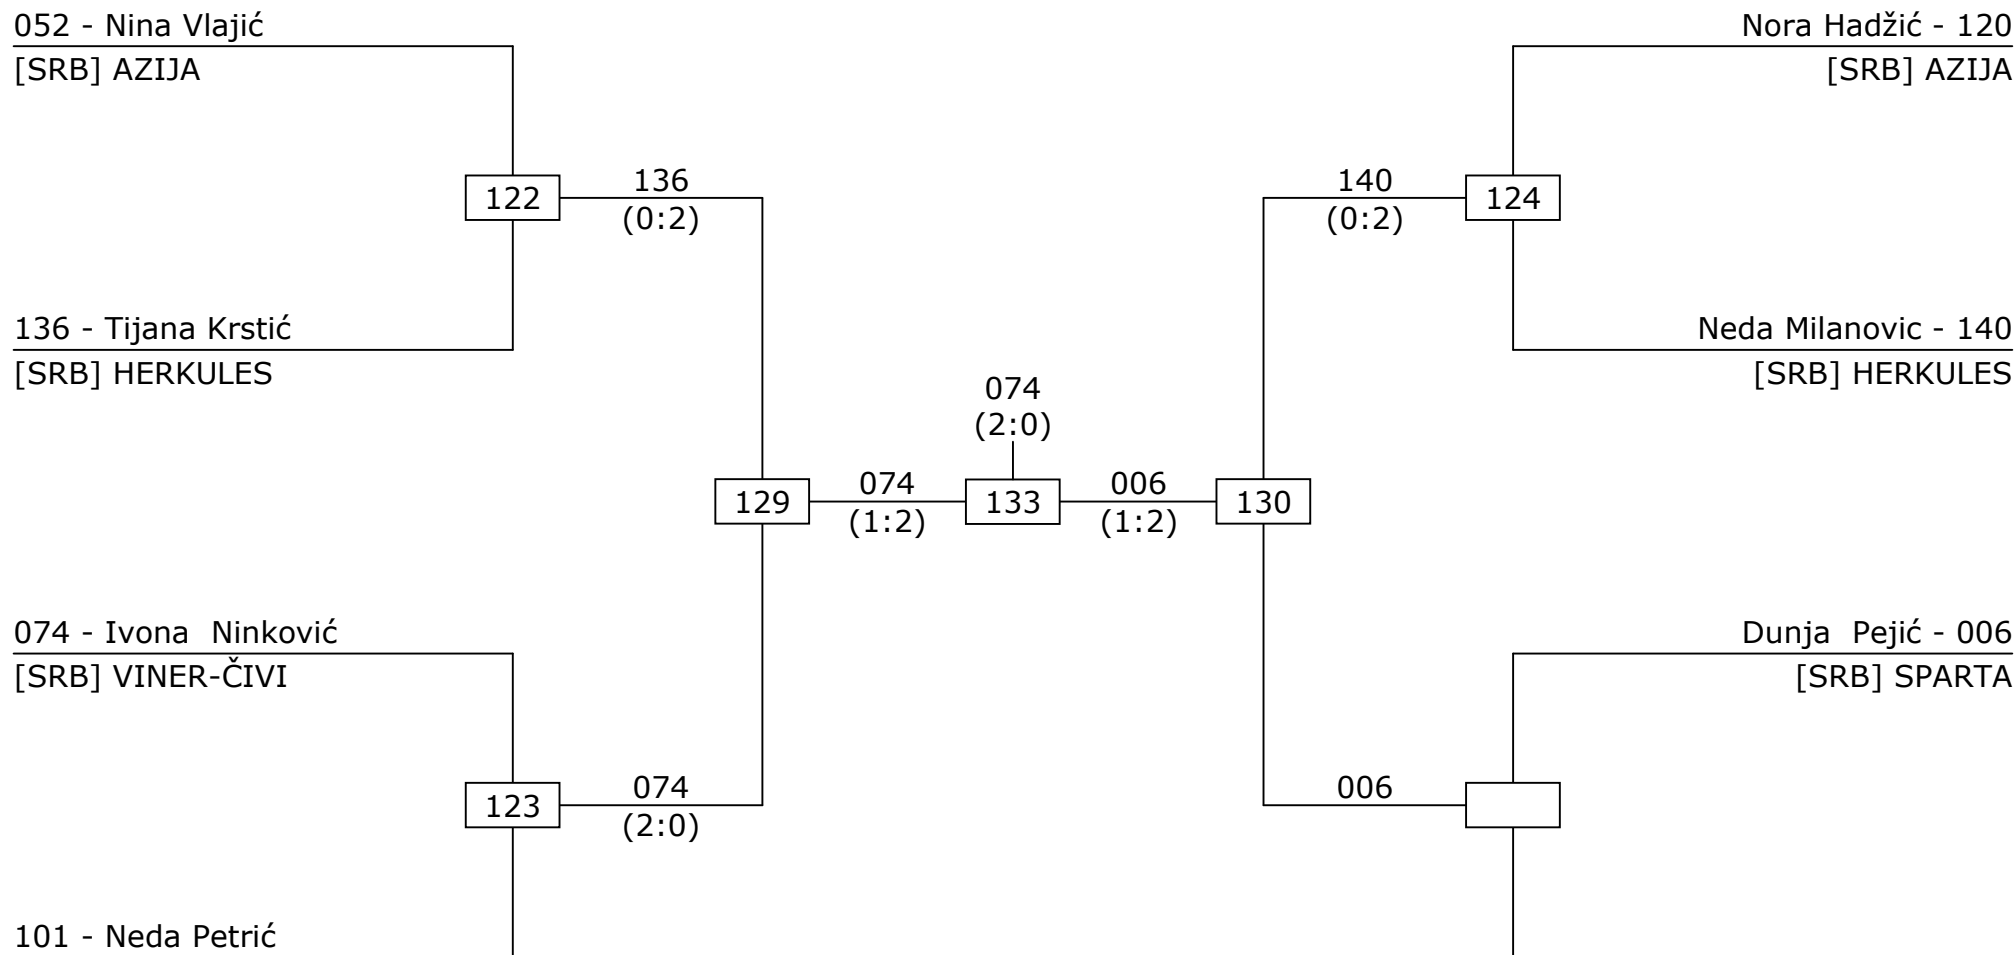 052 - Nina Vlajić
[SRB] AZIJA
Nora Hadžić - 120
[SRB] AZIJA
122
136
(0:2)
140
(0:2)
124
136 - Tijana Krstić
[SRB] HERKULES
Neda Milanovic - 140
[SRB] HERKULES
074
(2:0)
129
074
(1:2)
133
006
(1:2)
130
074 - Ivona  Ninković
[SRB] VINER-ČIVI
Dunja  Pejić - 006
[SRB] SPARTA
123
074
(2:0)
006
101 - Neda Petrić